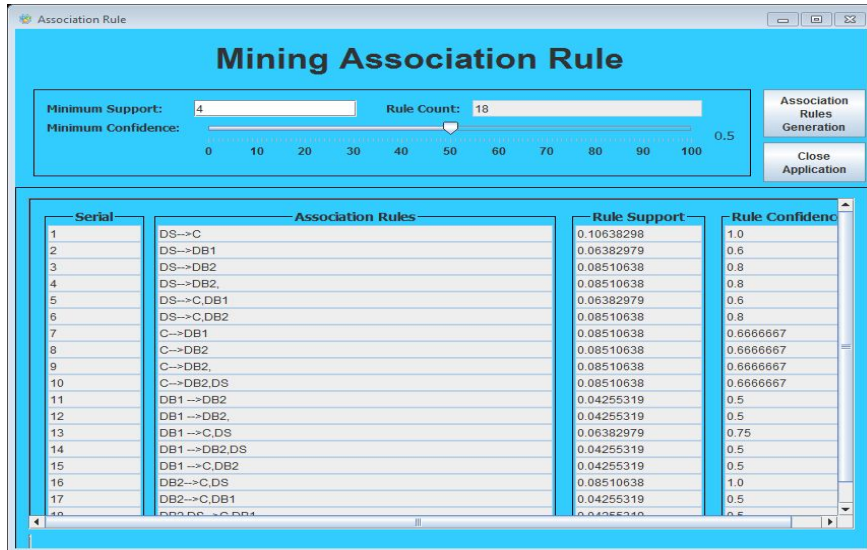 Association Rule
Mining Association Rule
Minimum Support: 4 Rule Count: 18
Minimum Confidence: 0.5
0 10 20 30 40 50 60 70 80 90 100
Association Rules Generation
Close Application
Serial Association Rules Rule Support Rule Confidenc
1 DS-->C 0.10638298 1.0
2 DS-->DB1 0.06382979 0.6
3 DS-->DB2 0.08510638 0.8
4 DS-->DB2, 0.08510638 0.8
5 DS-->C,DB1 0.06382979 0.6
6 DS-->C,DB2 0.08510638 0.8
7 C-->DB1 0.08510638 0.6666667
8 C-->DB2 0.08510638 0.6666667
9 C-->DB2, 0.08510638 0.6666667
10 C-->DB2,DS 0.08510638 0.6666667
11 DB1 -->DB2 0.04255319 0.5
12 DB1 -->DB2, 0.04255319 0.5
13 DB1 -->C,DS 0.06382979 0.75
14 DB1 -->DB2,DS 0.04255319 0.5
15 DB1 -->C,DB2 0.04255319 0.5
16 DB2-->C,DS 0.08510638 1.0
17 DB2-->C,DB1 0.04255319 0.5